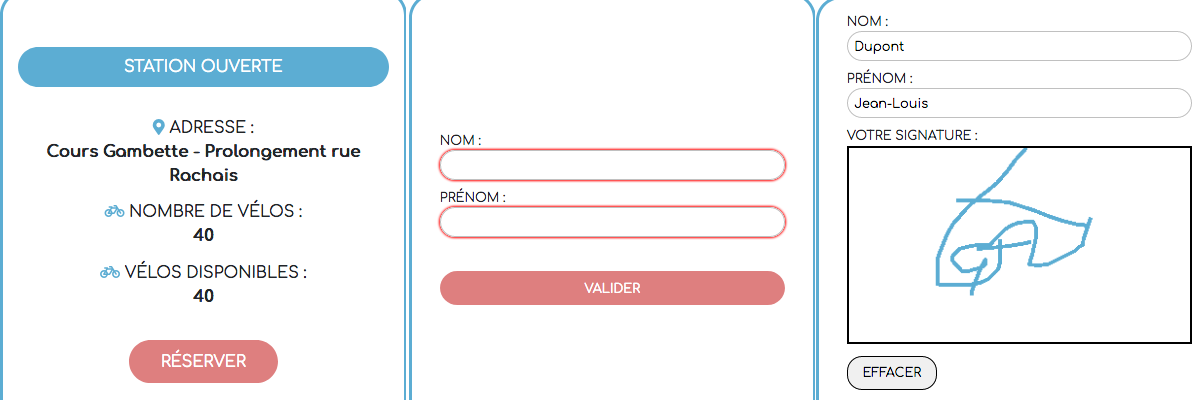 STATION OUVERTE
ADRESSE :
Cours Gambette - Prolongement rue
Rachais
NOMBRE DE VÉLOS :
40
VÉLOS DISPONIBLES :
40
RÉSERVER
NOM :
PRÉNOM :
VALIDER
NOM :
Dupont
PRÉNOM :
Jean-Louis
VOTRE SIGNATURE :
EFFACER